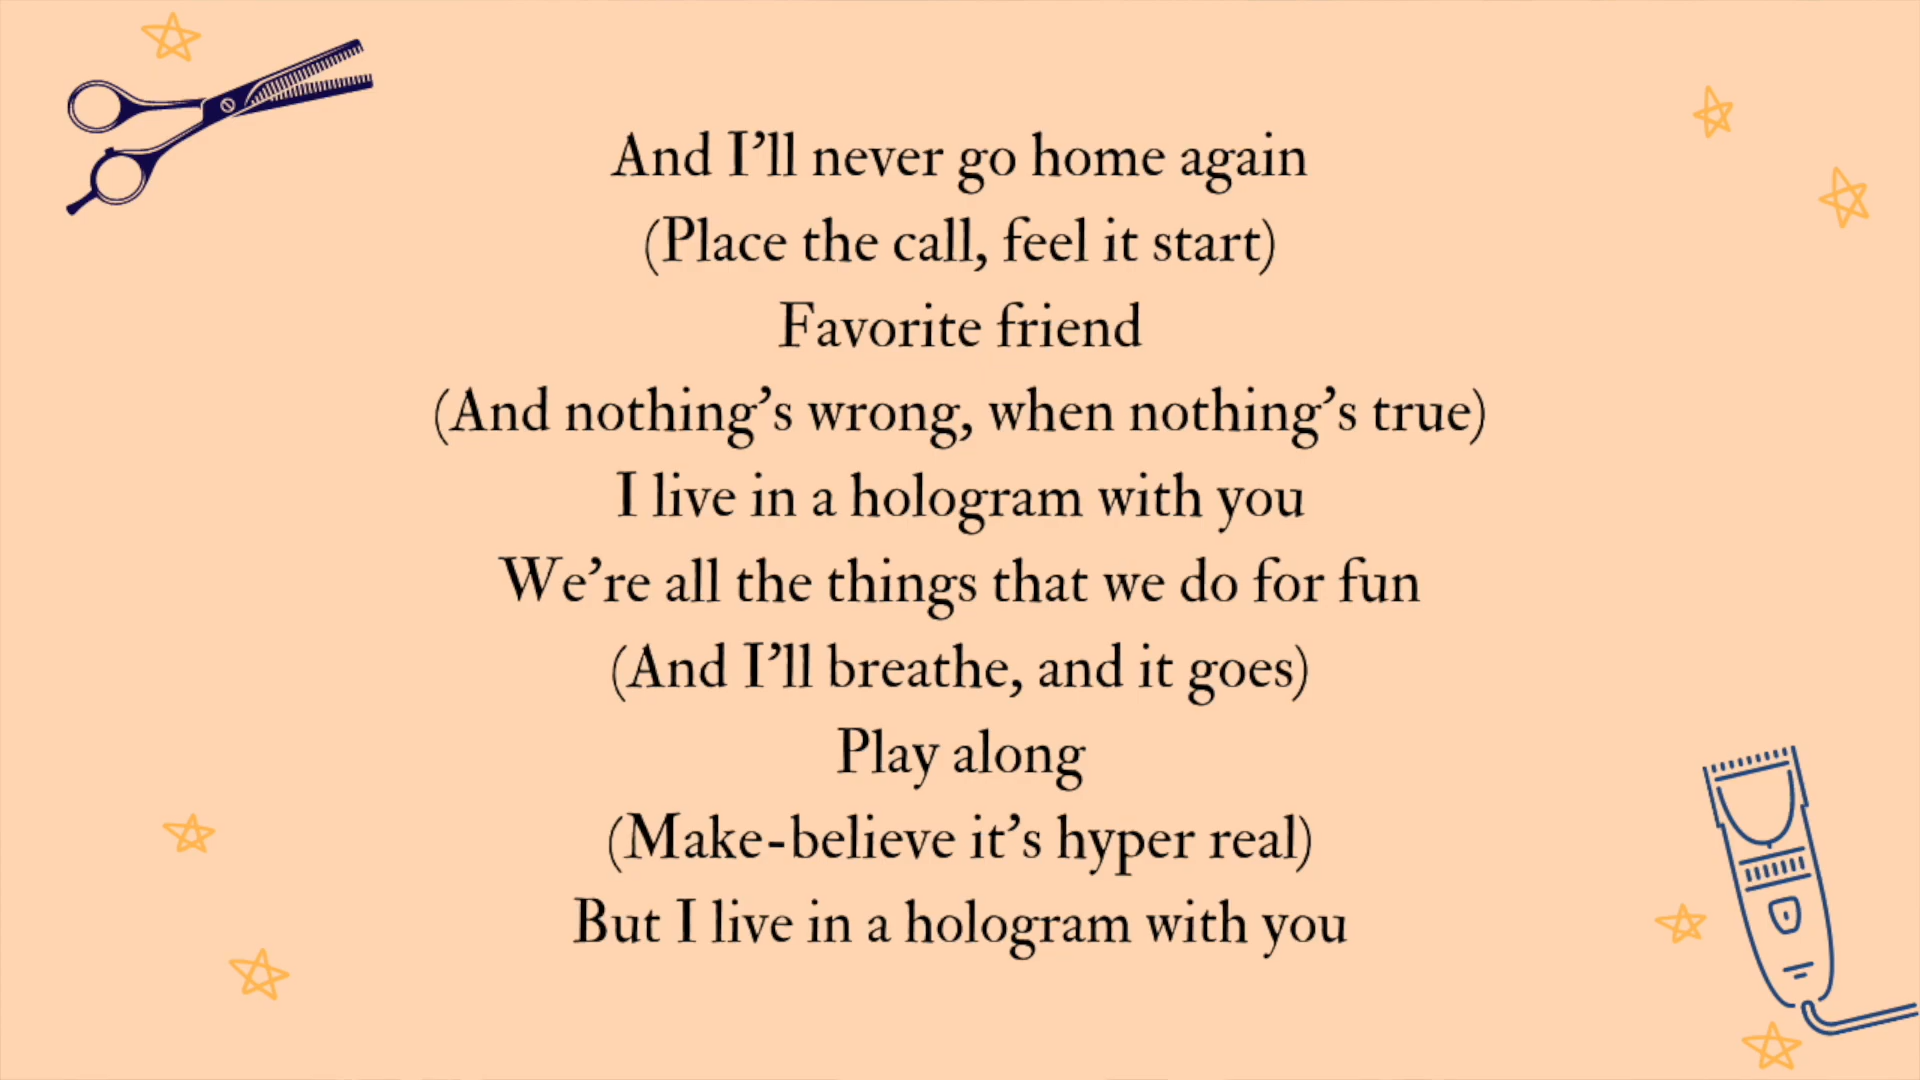 And I’ll never go home again
(Place the call, feel it start)
Favorite friend
(And nothing’s wrong, when nothing’s true)
I live in a hologram with you
We’re all the things that we do for fun
(And I’ll breathe, and it goes)
Play along
(Make-believe it’s hyper real)
But I live in a hologram with you